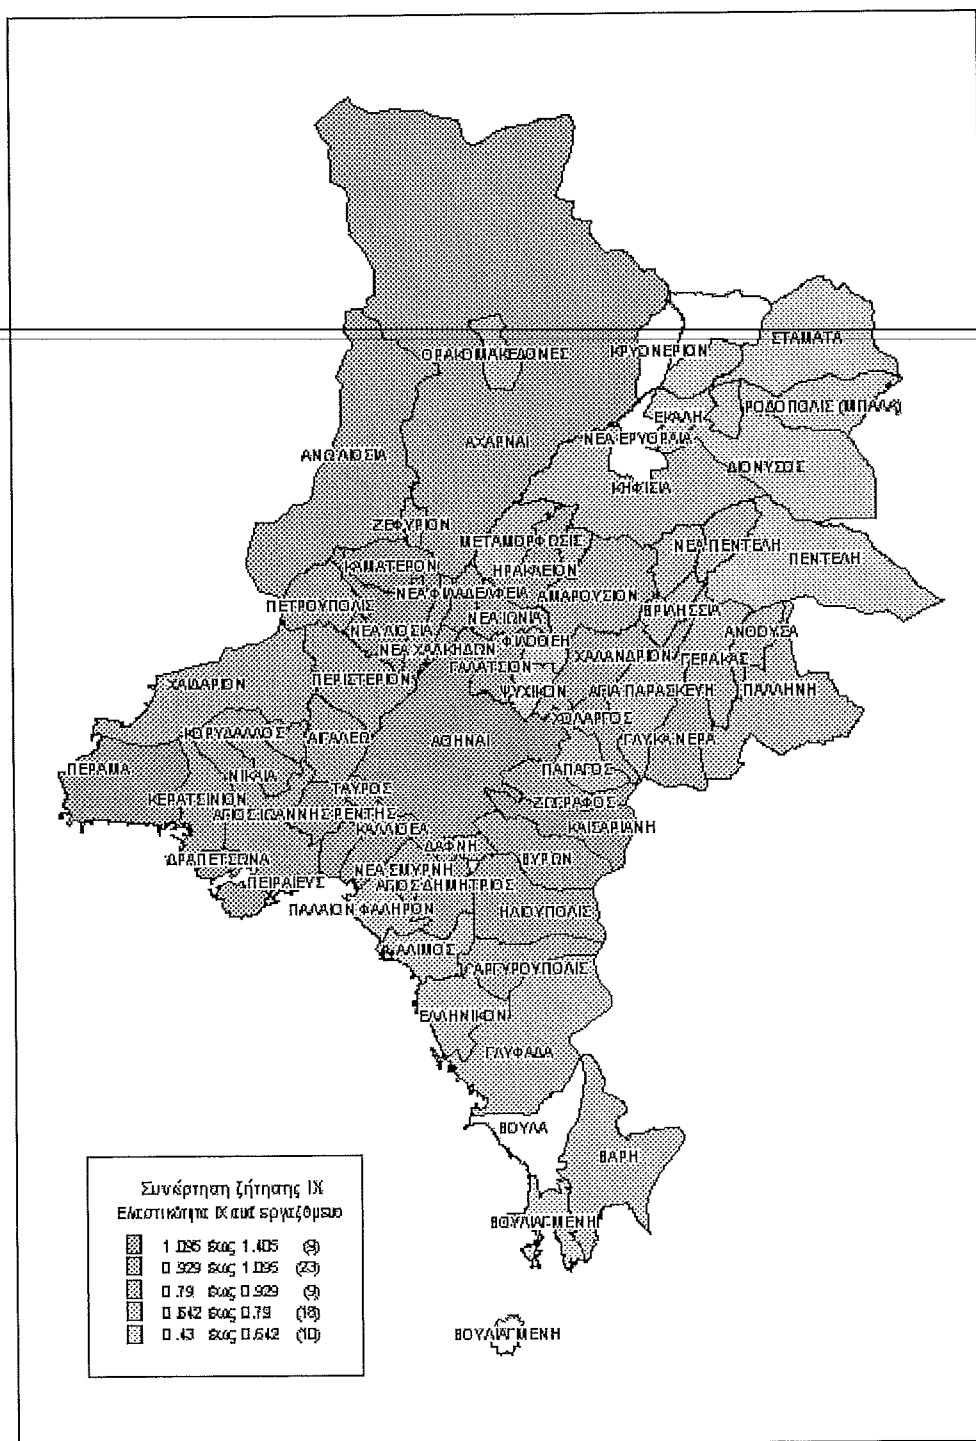 ΣΤΑΜΑΤΑ
ΘΡΑΚΟΜΑΚΕΔΟΝΕΣ
ΚΡΥΟΝΕΡΙΟΝ
ΡΟΔΟΠΟΛΙΣ (ΜΠΑΛΑ)
ΕΚΑΛΗ
ΑΧΑΡΝΑΙ
ΝΕΑ ΕΡΥΘΡΑΙΑ
ΑΝΩ ΛΙΟΣΙΑ
ΔΙΟΝΥΣΟΣ
ΚΗΦΙΣΙΑ
ΖΕΦΥΡΙΟΝ
ΜΕΤΑΜΟΡΦΩΣΙΣ
ΝΕΑ ΠΕΝΤΕΛΗ
ΠΕΝΤΕΛΗ
ΚΑΜΑΤΕΡΟΝ
ΗΡΑΚΛΕΙΟΝ
ΝΕΑ ΦΙΛΑΔΕΛΦΕΙΑ
ΑΜΑΡΟΥΣΙΟΝ
ΠΕΤΡΟΥΠΟΛΙΣ
ΒΡΙΛΗΣΣΙΑ
ΝΕΑ ΙΩΝΙΑ
ΝΕΑ ΛΙΟΣΙΑ
ΑΝΘΟΥΣΑ
ΦΙΛΟΘΕΗ
ΝΕΑ ΧΑΛΚΗΔΩΝ
ΧΑΛΑΝΔΡΙΟΝ
ΓΕΡΑΚΑΣ
ΓΑΛΑΤΣΙΟΝ
ΠΕΡΙΣΤΕΡΙΟΝ
ΧΑΙΔΑΡΙΟΝ
ΨΥΧΙΚΟΝ
ΑΓΙΑ ΠΑΡΑΣΚΕΥΗ
ΠΑΛΛΗΝΗ
ΧΟΛΑΡΓΟΣ
ΚΟΡΥΔΑΛΛΟΣ
ΑΙΓΑΛΕΩ
ΑΘΗΝΑΙ
ΓΛΥΚΑ ΝΕΡΑ
ΠΕΡΑΜΑ
ΠΑΠΑΓΟΣ
ΝΙΚΑΙΑ
ΤΑΥΡΟΣ
ΚΕΡΑΤΣΙΝΙΟΝ
ΖΩΓΡΑΦΟΣ
ΑΓΙΟΣ ΙΩΑΝΝΗΣ ΡΕΝΤΗΣ
ΚΑΛΛΙΘΕΑ
ΚΑΙΣΑΡΙΑΝΗ
ΔΑΦΝΗ
ΔΡΑΠΕΤΣΩΝΑ
ΒΥΡΩΝ
ΝΕΑ ΣΜΥΡΝΗ
ΠΕΙΡΑΙΕΥΣ
ΑΓΙΟΣ ΔΗΜΗΤΡΙΟΣ
ΠΑΛΑΙΟΝ ΦΑΛΗΡΟΝ
ΗΛΙΟΥΠΟΛΙΣ
ΑΛΙΜΟΣ
ΑΡΓΥΡΟΥΠΟΛΙΣ
ΕΛΛΗΝΙΚΟΝ
ΓΛΥΦΑΔΑ
ΒΟΥΛΑ
ΒΑΡΗ
ΒΟΥΛΙΑΓΜΕΝΗ
ΒΟΥΛΙΑΓΜΕΝΗ
Συνάρτηση ζήτησης ΙΧ
Ελαστικότητα ΙΧ ανά εργαζόμενο
1.095 έως 1.405 (9)
0.929 έως 1.095 (23)
0.79 έως 0.929 (9)
0.642 έως 0.79 (18)
0.43 έως 0.642 (10)